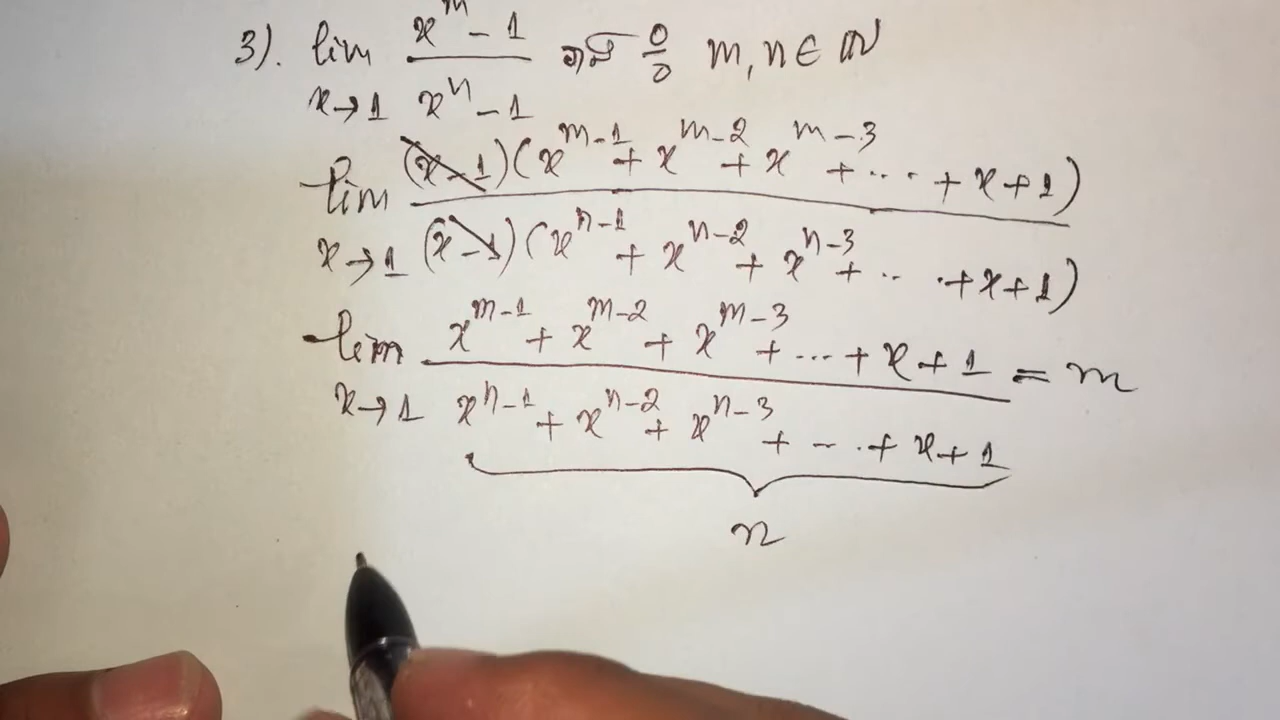 3). lim x→1 (x^m - 1)/(x^n - 1) 0/0 m, n ∈ ℕ
lim x→1 (x-1)(x^{m-1} + x^{m-2} + x^{m-3} + ... + x+1) / (x-1)(x^{n-1} + x^{n-2} + x^{n-3} + ... + x+1)
lim x→1 (x^{m-1} + x^{m-2} + x^{m-3} + ... + x+1) / (x^{n-1} + x^{n-2} + x^{n-3} + ... + x+1) = m
n